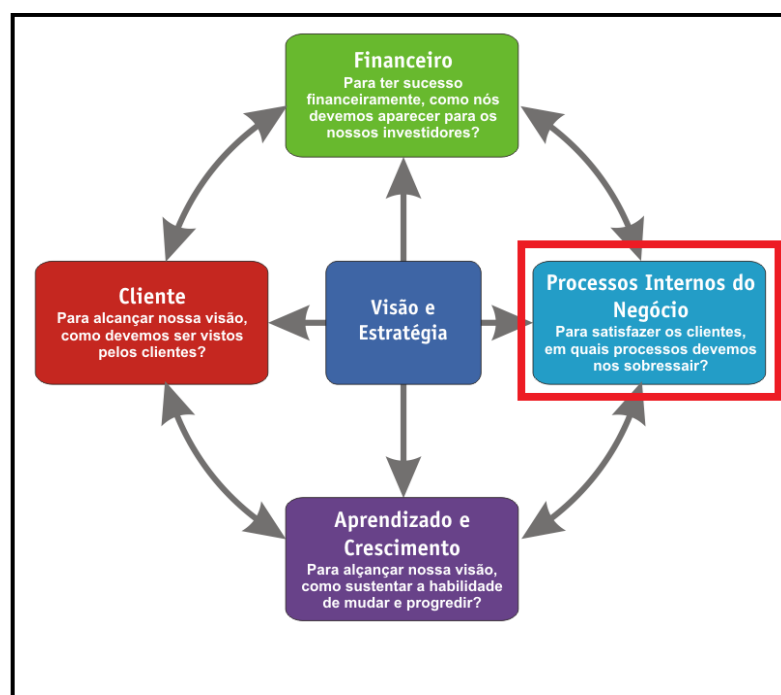 Financeiro
Para ter sucesso
financeiramente, como nós
devemos aparecer para os
nossos investidores?
Cliente
Para alcançar nossa visão,
como devemos ser vistos
pelos clientes?
Visão e
Estratégia
Processos Internos do
Negócio
Para satisfazer os clientes,
em quais processos devemos
nos sobressair?
Aprendizado e
Crescimento
Para alçançar nossa visão,
como sustentar a habilidade
de mudar e progredir?